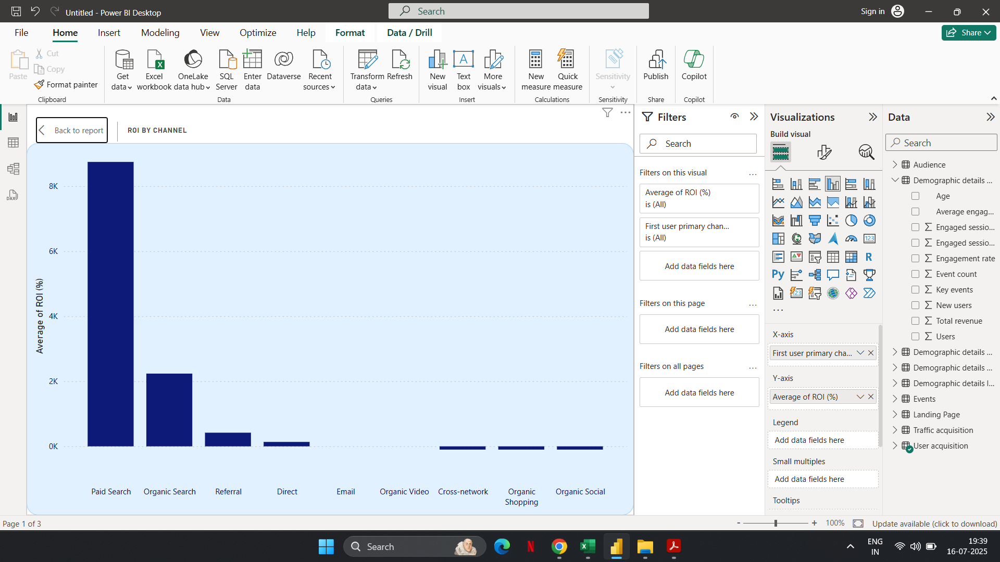 Untitled - Power BI Desktop
Search
Sign in
File
Home
Insert
Modeling
View
Optimize
Help
Format
Data / Drill
Share
Paste
Cut
Copy
Format painter
Clipboard
Get
data
Excel
workbook
OneLake
data hub
SQL
Server
Enter
data
Dataverse
Recent
sources
Data
Transform
data
Refresh
Queries
New
visual
Text
box
More
visuals
Insert
New
measure
Quick
measure
Calculations
Sensitivity
Sensitivity
Publish
Share
Copilot
Copilot
Back to report
ROI BY CHANNEL
Average of ROI (%)
8K
6K
4K
2K
0K
Paid Search
Organic Search
Referral
Direct
Email
Organic Video
Cross-network
Organic
Shopping
Organic Social
Filters
Search
Filters on this visual
...
Average of ROI (%)
is (All)
First user primary chan...
is (All)
Add data fields here
Filters on this page
...
Add data fields here
Filters on all pages
...
Add data fields here
Visualizations
Build visual
123
R
Py
123
...
X-axis
First user primary cha...
Y-axis
Average of ROI (%)
Legend
Add data fields here
Small multiples
Add data fields here
Tooltips
Data
Search
Audience
Demographic details ...
Age
Average engag...
Engaged sessio...
Engaged sessio...
Engagement rate
Event count
Key events
New users
Total revenue
Users
Demographic details ...
Demographic details ...
Demographic details l...
Events
Landing Page
Traffic acquisition
User acquisition
DAX
Page 1 of 3
- + 100%
Update available (click to download)
Search
ENG
IN
19:39
16-07-2025